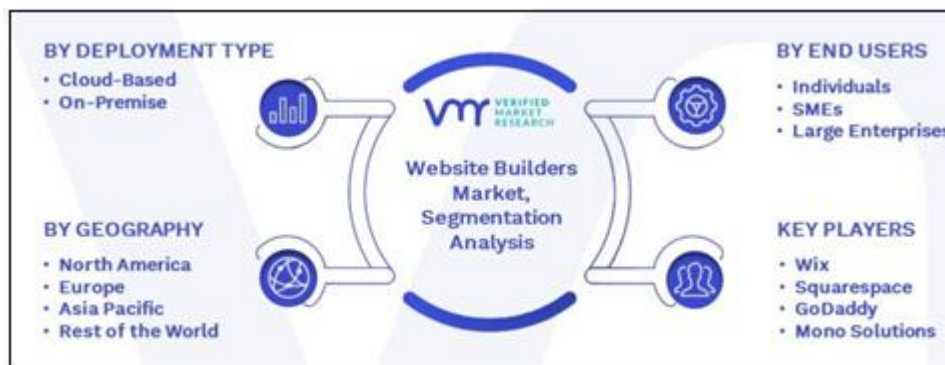 BY DEPLOYMENT TYPE
• Cloud-Based
• On-Premise
BY GEOGRAPHY
• North America
• Europe
• Asia Pacific
• Rest of the World
vmr VERIFIED
MARKET
RESEARCH
Website Builders
Market,
Segmentation
Analysis
BY END USERS
• Individuals
• SMEs
• Large Enterprises
KEY PLAYERS
• Wix
• Squarespace
• GoDaddy
• Mono Solutions